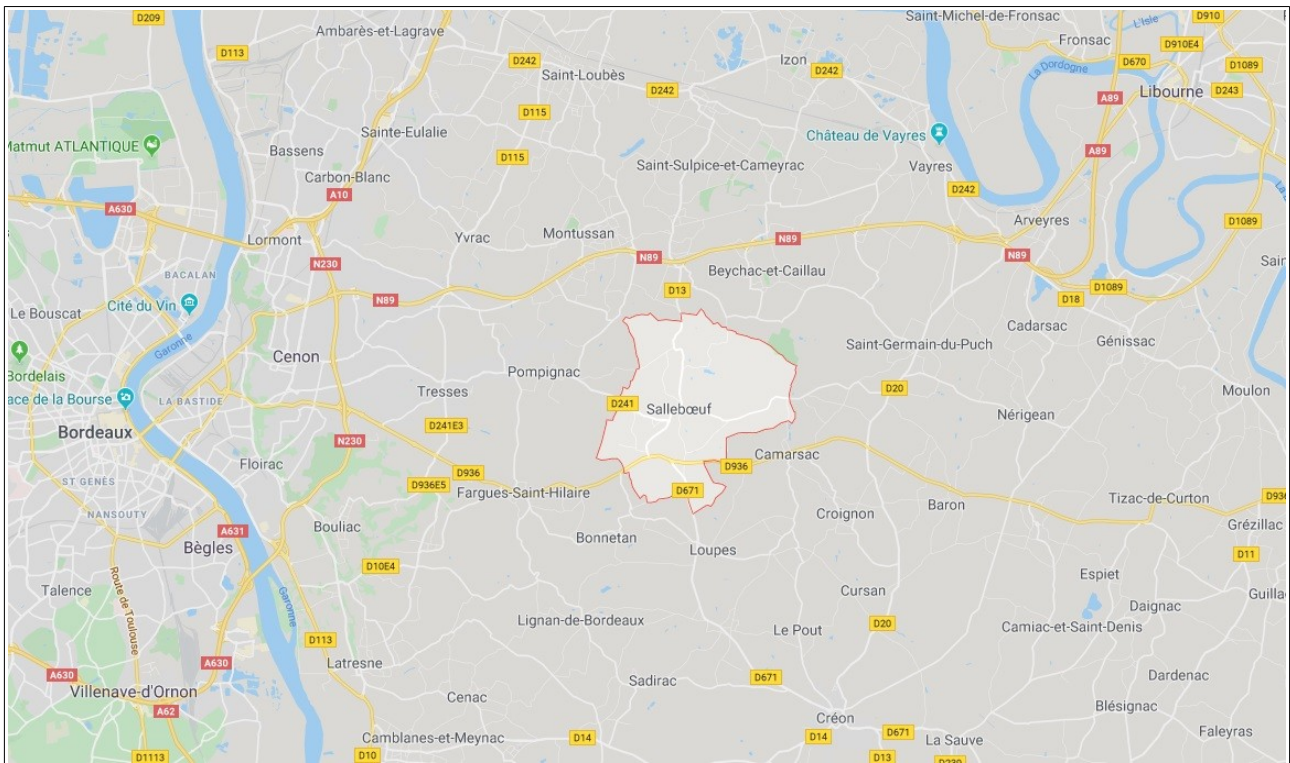 D209
Saint-Michel-de-Fronsac
D910
L'Isle
D113
Ambarès-et-Lagrave
Fronsac
D910E4
D242
Izon
D242
La Dordogne
D670
D1089
Saint-Loubès
D242
A89
Libourne
D243
D115
Sainte-Eulalie
Château de Vayres
Matmut ATLANTIQUE
Bassens
D115
A89
Saint-Sulpice-et-Cameyrac
Vayres
Carbon-Blanc
A10
D242
A630
Arveyres
D1089
Lormont
Yvrac
Montussan
N89
N89
N89
N230
BACALAN
Beychac-et-Caillau
D13
D1089
D18
Cité du Vin
N89
Le Bouscat
Cadarsac
Garonne
Génissac
Cenon
Saint-Germain-du-Puch
Bordelais
Pompignac
Tresses
D20
Moulon
LA BASTIDE
D241
Sallebœuf
Nérigean
Bordeaux
D241E3
N230
Camarsac
Floirac
D936
D936
ST GENÈS
D936E5
Fargues-Saint-Hilaire
D671
Tizac-de-Curton
D936
NANSOUTY
Baron
Croignon
Bouliac
A631
Grézillac
Bonnetan
Loupes
Bègles
D11
D10E4
Espiet
Route de Toulouse
Talence
Cursan
Garonne
Daignac
Lignan-de-Bordeaux
D20
Le Pout
Camiac-et-Saint-Denis
D113
A630
Latresne
A630
D671
Dardenac
Sadirac
Villenave-d'Ornon
Cenac
A62
Blésignac
Créon
Camblanes-et-Meynac
D14
D14
D671
La Sauve
Faleyras
D1113
D10
D13